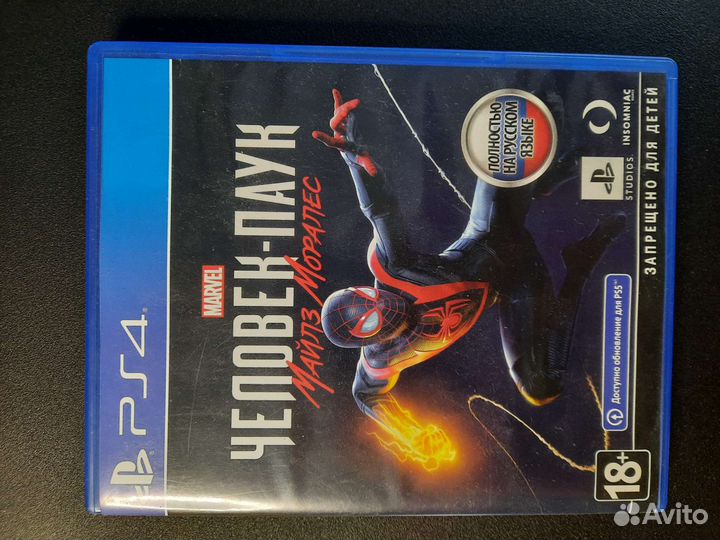 PS4
MARVEL
ЧЕЛОВЕК-ПАУК
МАЙЛЗ МОРАЛЕС
ПОЛНОСТЬЮ
НА РУССКОМ
ЯЗЫКЕ
Доступно обновление для PS5
STUDIOS
INSOMNIAC
18+
ЗАПРЕЩЕНО ДЛЯ ДЕТЕЙ
Avito